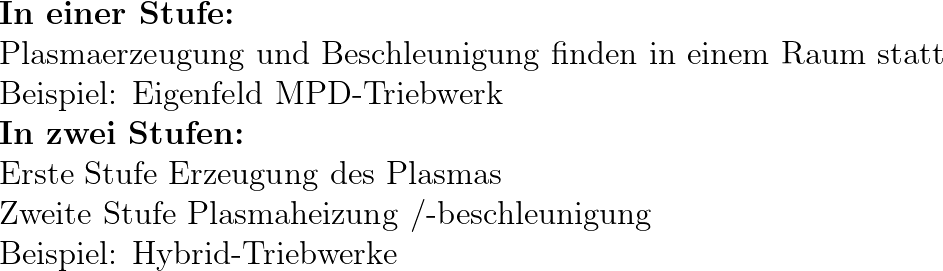 In einer Stufe:
Plasmaerzeugung und Beschleunigung finden in einem Raum statt
Beispiel: Eigenfeld MPD-Triebwerk
In zwei Stufen:
Erste Stufe Erzeugung des Plasmas
Zweite Stufe Plasmaheizung /-beschleunigung
Beispiel: Hybrid-Triebwerke